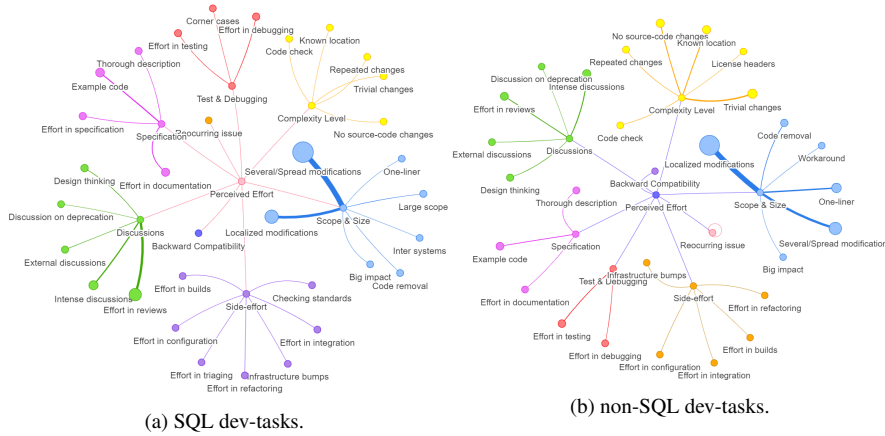 Corner cases
Effort in debugging
Effort in testing
Code check
Known location
Thorough description
Repeated changes
Example code
Trivial changes
Test & Debugging
Complexity Level
Effort in specification
Specification
Reocurring issue
No source-code changes
Several/Spread modifications
One-liner
Effort in documentation
Design thinking
Perceived Effort
Large scope
Discussion on deprecation
Scope & Size
Discussions
Localized modifications
Backward Compatibility
Inter systems
External discussions
Big impact
Code removal
Intense discussions
Effort in builds
Checking standards
Effort in reviews
Side-effort
Effort in configuration
Effort in integration
Effort in triaging
Infrastructure bumps
Effort in refactoring
(a) SQL dev-tasks.
No source-code changes
Known location
License headers
Repeated changes
Discussion on deprecation
Intense discussions
Complexity Level
Trivial changes
Effort in reviews
Code check
Code removal
External discussions
Discussions
Localized modifications
Workaround
Design thinking
Backward Compatibility
Thorough description
Perceived Effort
Scope & Size
One-liner
Specification
Reocurring issue
Several/Spread modifications
Example code
Big impact
Infrastructure bumps
Test & Debugging
Side-effort
Effort in documentation
Effort in refactoring
Effort in testing
Effort in builds
Effort in debugging
Effort in configuration
Effort in integration
(b) non-SQL dev-tasks.